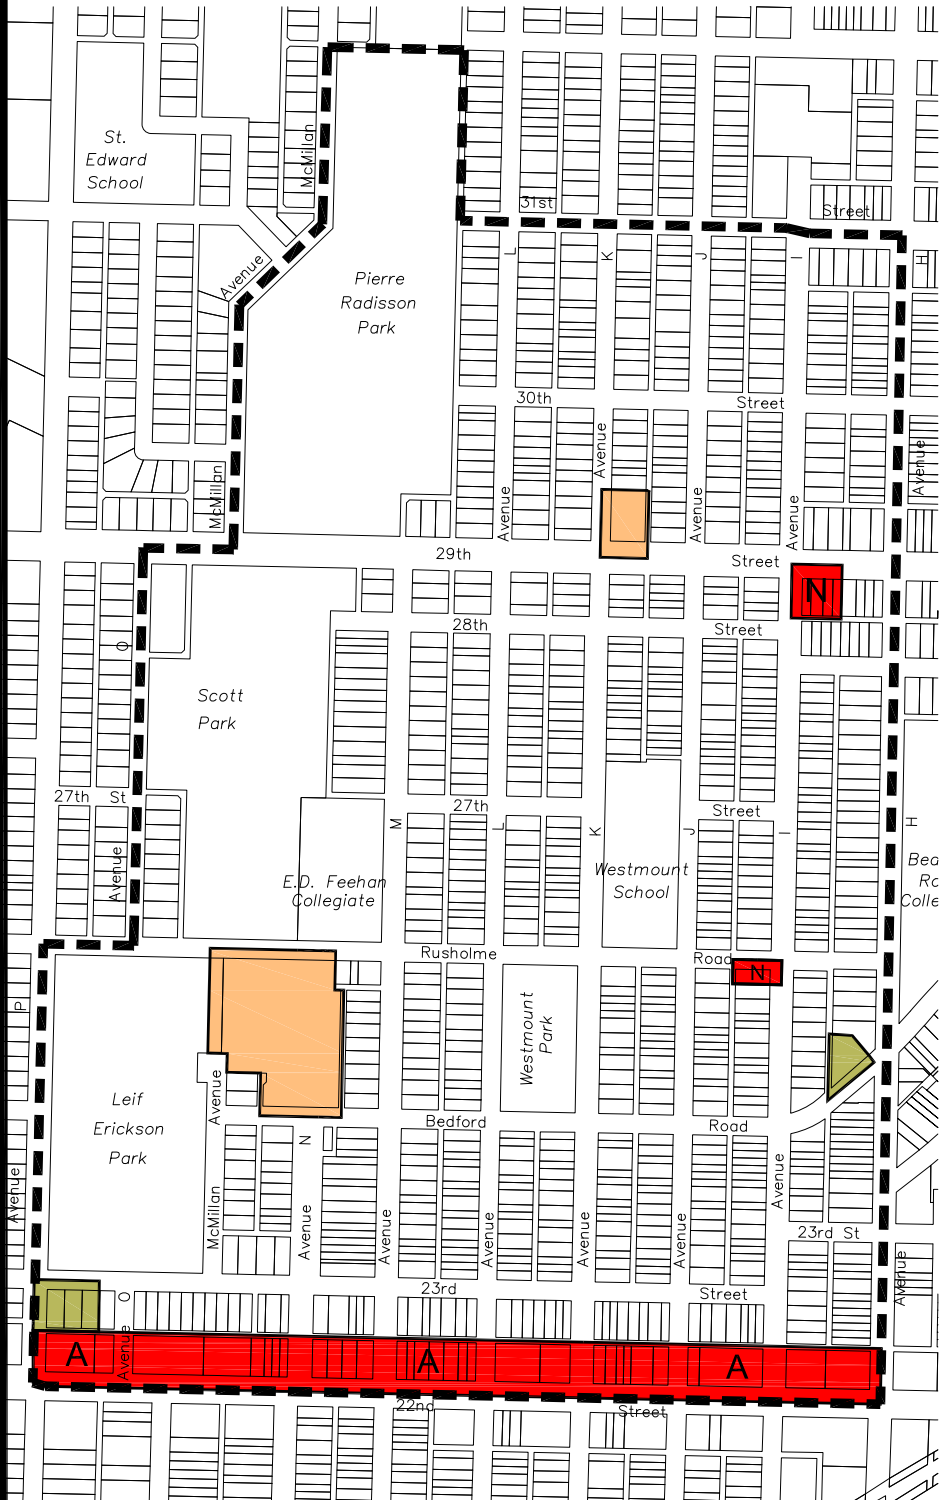 St.
Edward
School
McMillan
31st
Street
Avenue
L
K
J
I
H
Pierre
Radisson
Park
30th
Street
Avenue
Avenue
McMillan
Avenue
Avenue
Avenue
29th
Street
N
28th
Street
O
Scott
Park
27th St
27th
Street
M
L
K
J
I
H
Avenue
E.D. Feehan
Collegiate
Westmount
School
Bea
Ro
Colle
Rusholme
Road
N
P
Westmount
Park
Leif
Erickson
Park
Avenue
Bedford
Road
N
Avenue
McMillan
Avenue
Avenue
Avenue
Avenue
Avenue
Avenue
23rd St
Avenue
23rd
Street
O
Avenue
A
A
A
22nd
Street